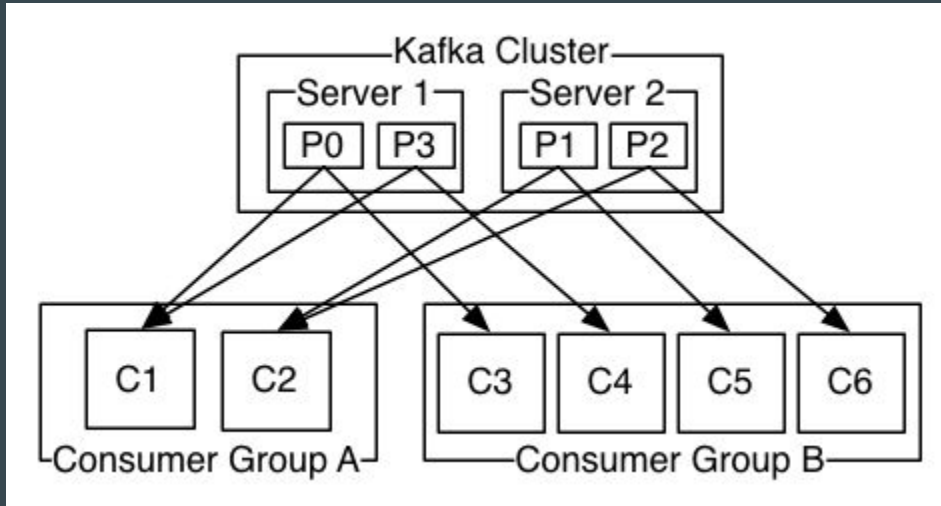 Kafka Cluster
Server 1 Server 2
P0 P3 P1 P2
C1 C2 C3 C4 C5 C6
Consumer Group A Consumer Group B